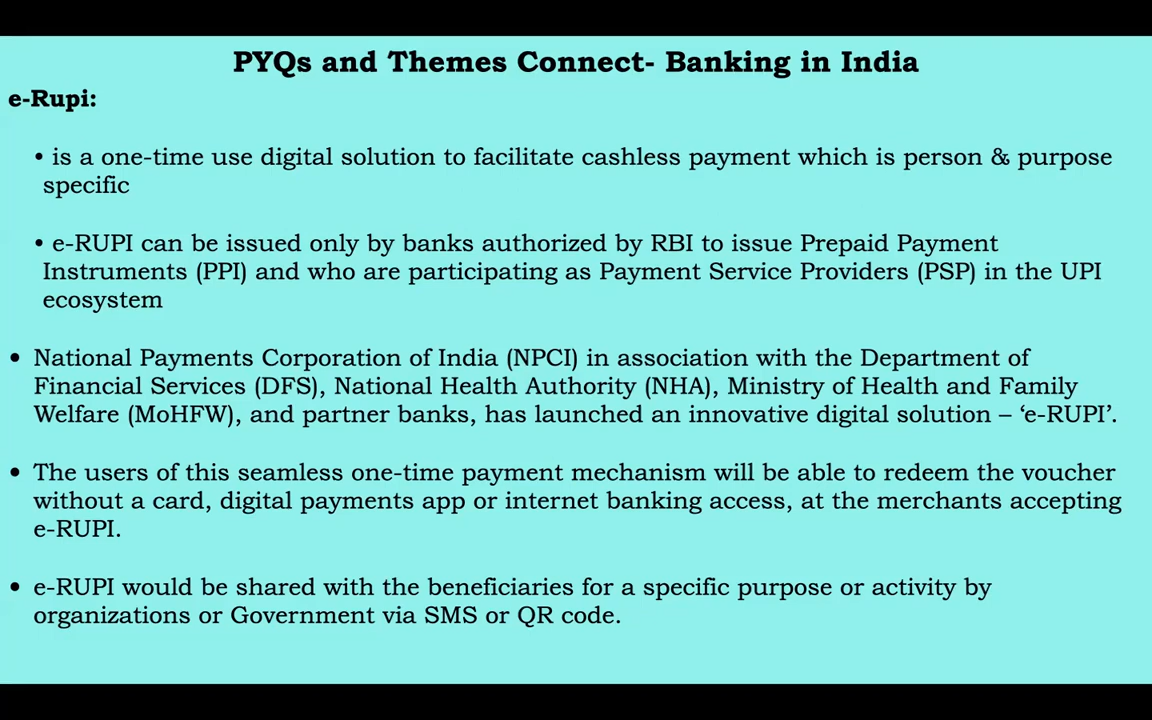 PYQs and Themes Connect- Banking in India
e-Rupi:
• is a one-time use digital solution to facilitate cashless payment which is person & purpose
specific
• e-RUPI can be issued only by banks authorized by RBI to issue Prepaid Payment
Instruments (PPI) and who are participating as Payment Service Providers (PSP) in the UPI
ecosystem
• National Payments Corporation of India (NPCI) in association with the Department of
Financial Services (DFS), National Health Authority (NHA), Ministry of Health and Family
Welfare (MoHFW), and partner banks, has launched an innovative digital solution – ‘e-RUPI’.
• The users of this seamless one-time payment mechanism will be able to redeem the voucher
without a card, digital payments app or internet banking access, at the merchants accepting
e-RUPI.
• e-RUPI would be shared with the beneficiaries for a specific purpose or activity by
organizations or Government via SMS or QR code.